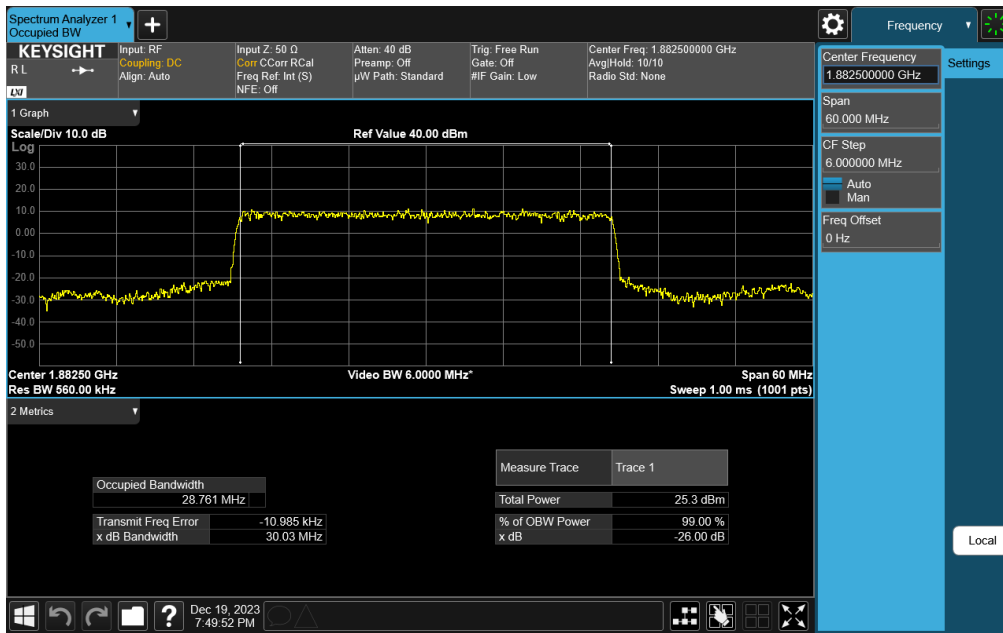 Spectrum Analyzer 1
Occupied BW
+
Frequency
KEYSIGHT
R L
LXI
Input: RF
Coupling: DC
Align: Auto
Input Z: 50 Ω
Corr CCorr RCal
Freq Ref: Int (S)
NFE: Off
Atten: 40 dB
Preamp: Off
µW Path: Standard
Trig: Free Run
Gate: Off
#IF Gain: Low
Center Freq: 1.882500000 GHz
Avg|Hold: 10/10
Radio Std: None
Center Frequency
1.882500000 GHz
Settings
Span
60.000 MHz
CF Step
6.000000 MHz
Auto
Man
Freq Offset
0 Hz
Local
1 Graph
Scale/Div 10.0 dB
Ref Value 40.00 dBm
Log
30.0
20.0
10.0
0.00
-10.0
-20.0
-30.0
-40.0
-50.0
Center 1.88250 GHz
Video BW 6.0000 MHz*
Span 60 MHz
Res BW 560.00 kHz
Sweep 1.00 ms (1001 pts)
2 Metrics
Occupied Bandwidth
28.761 MHz
Transmit Freq Error -10.985 kHz
x dB Bandwidth 30.03 MHz
Measure Trace Trace 1
Total Power 25.3 dBm
% of OBW Power 99.00 %
x dB -26.00 dB
?
Dec 19, 2023
7:49:52 PM